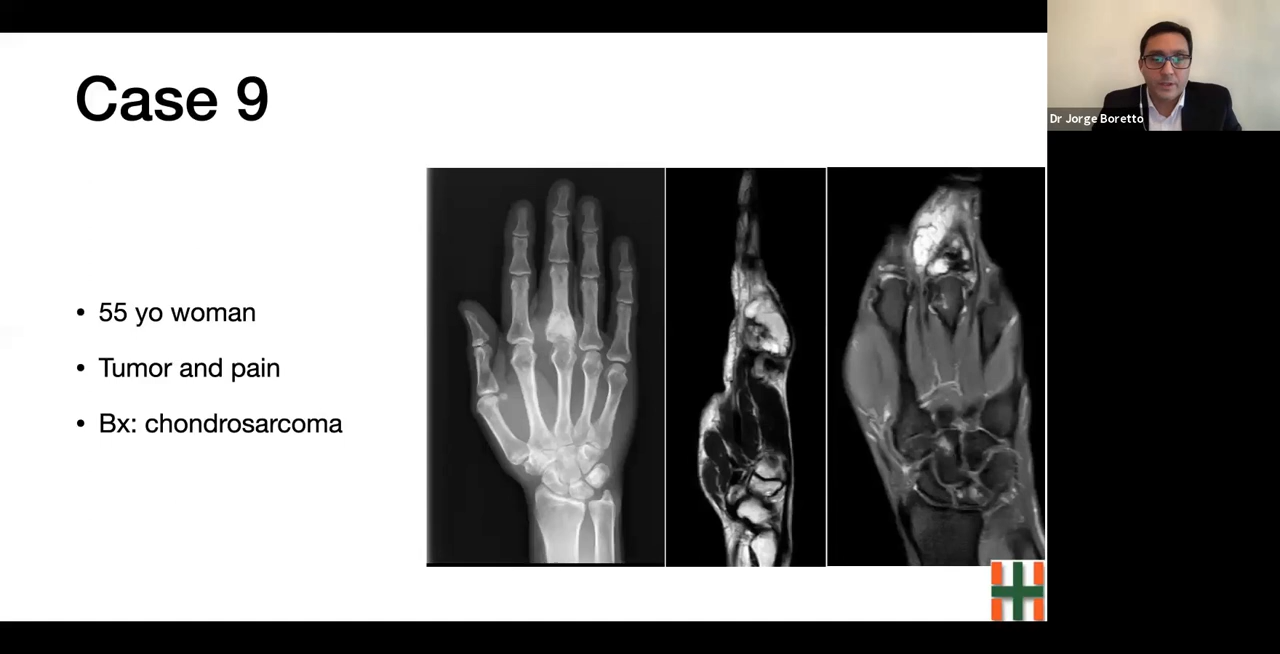 Case 9
• 55 yo woman
• Tumor and pain
• Bx: chondrosarcoma
Dr Jorge Boretto